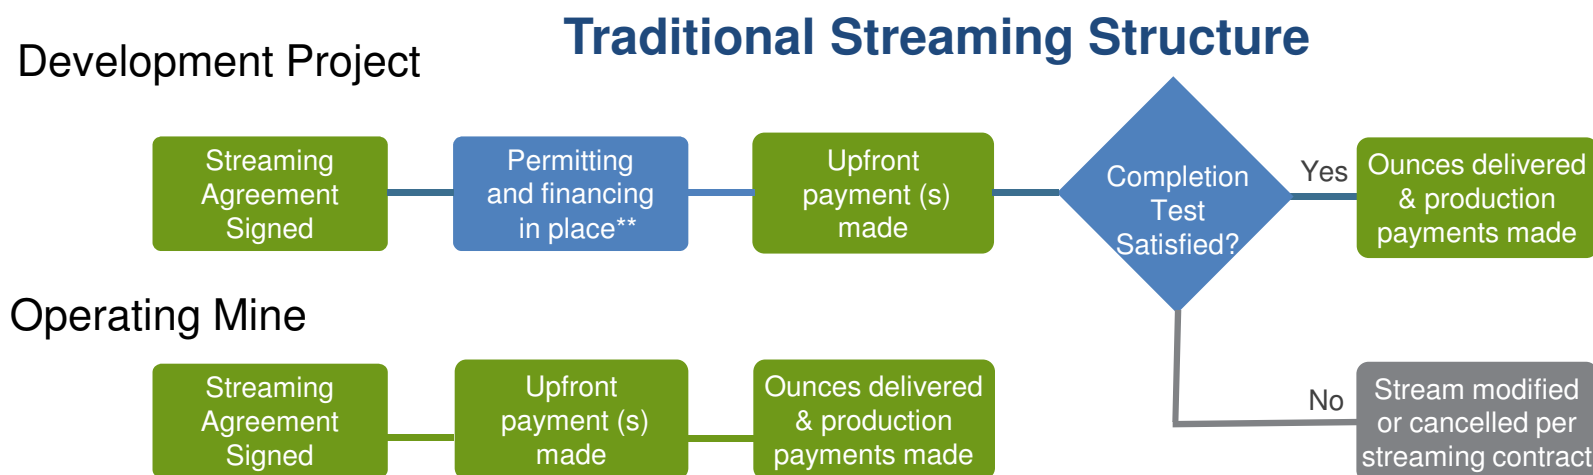 Traditional Streaming Structure
Development Project
Streaming
Agreement
Signed
Permitting
and financing
in place**
Upfront
payment (s)
made
Completion
Test
Satisfied?
Yes
Ounces delivered
& production
payments made
Operating Mine
Streaming
Agreement
Signed
Upfront
payment (s)
made
Ounces delivered
& production
payments made
No
Stream modified
or cancelled per
streaming contract